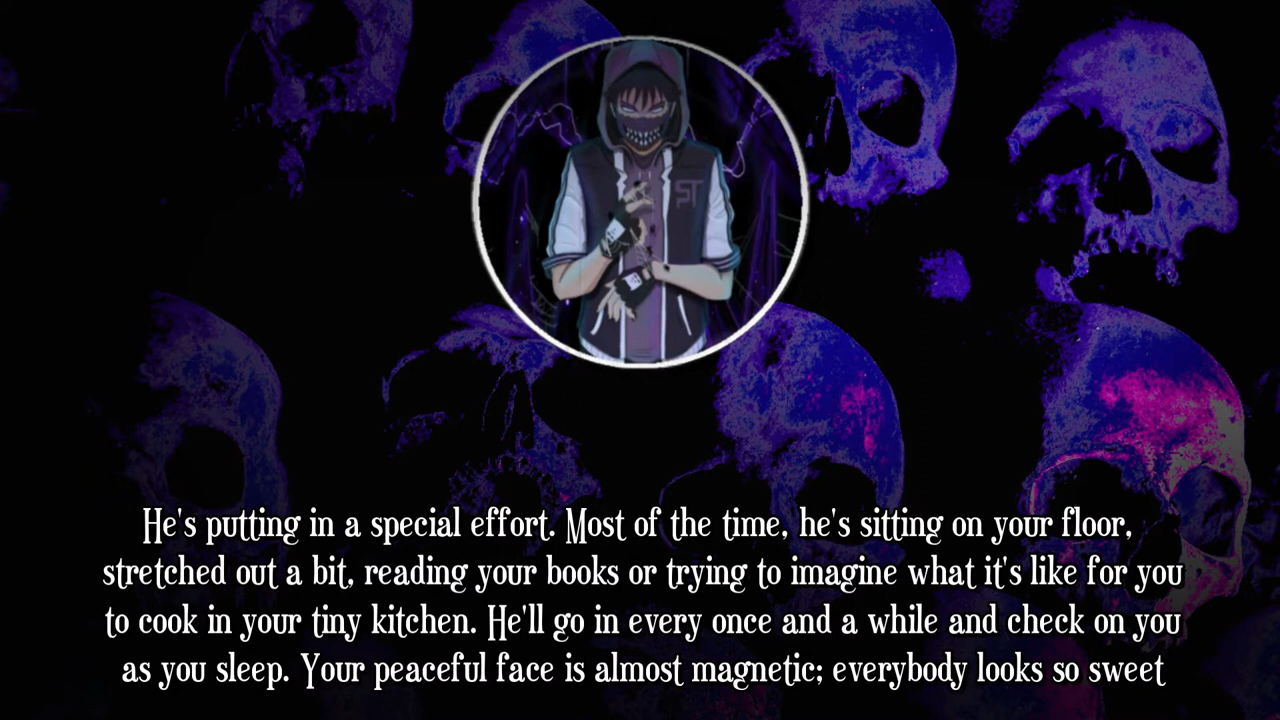 ST
He's putting in a special effort. Most of the time, he's sitting on your floor,
stretched out a bit, reading your books or trying to imagine what it's like for you
to cook in your tiny kitchen. He'll go in every once and a while and check on you
as you sleep. Your peaceful face is almost magnetic; everybody looks so sweet